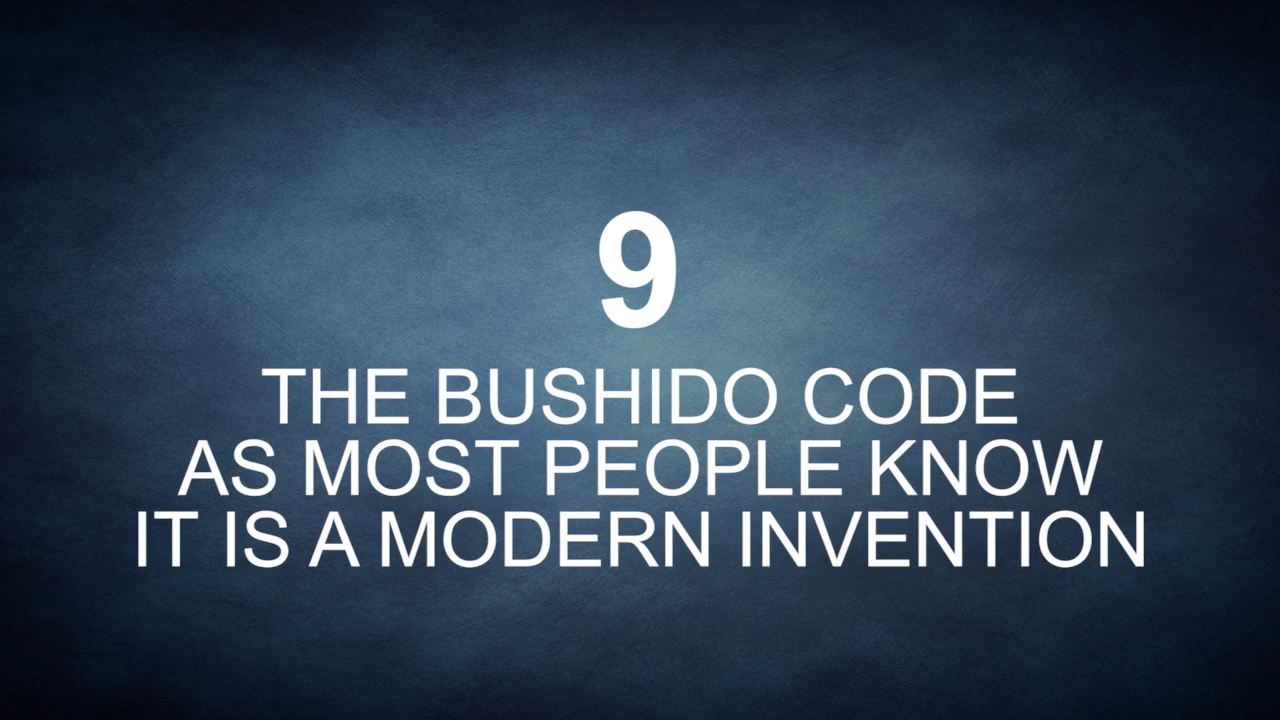 9
THE BUSHIDO CODE
AS MOST PEOPLE KNOW
IT IS A MODERN INVENTION